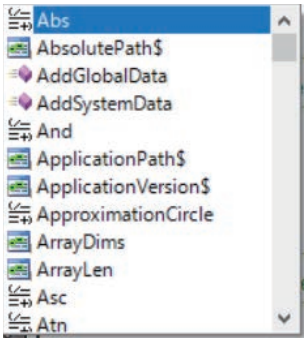 Abs
AbsolutePath$
AddGlobalData
AddSystemData
And
ApplicationPath$
ApplicationVersion$
ApproximationCircle
ArrayDims
ArrayLen
Asc
Atn